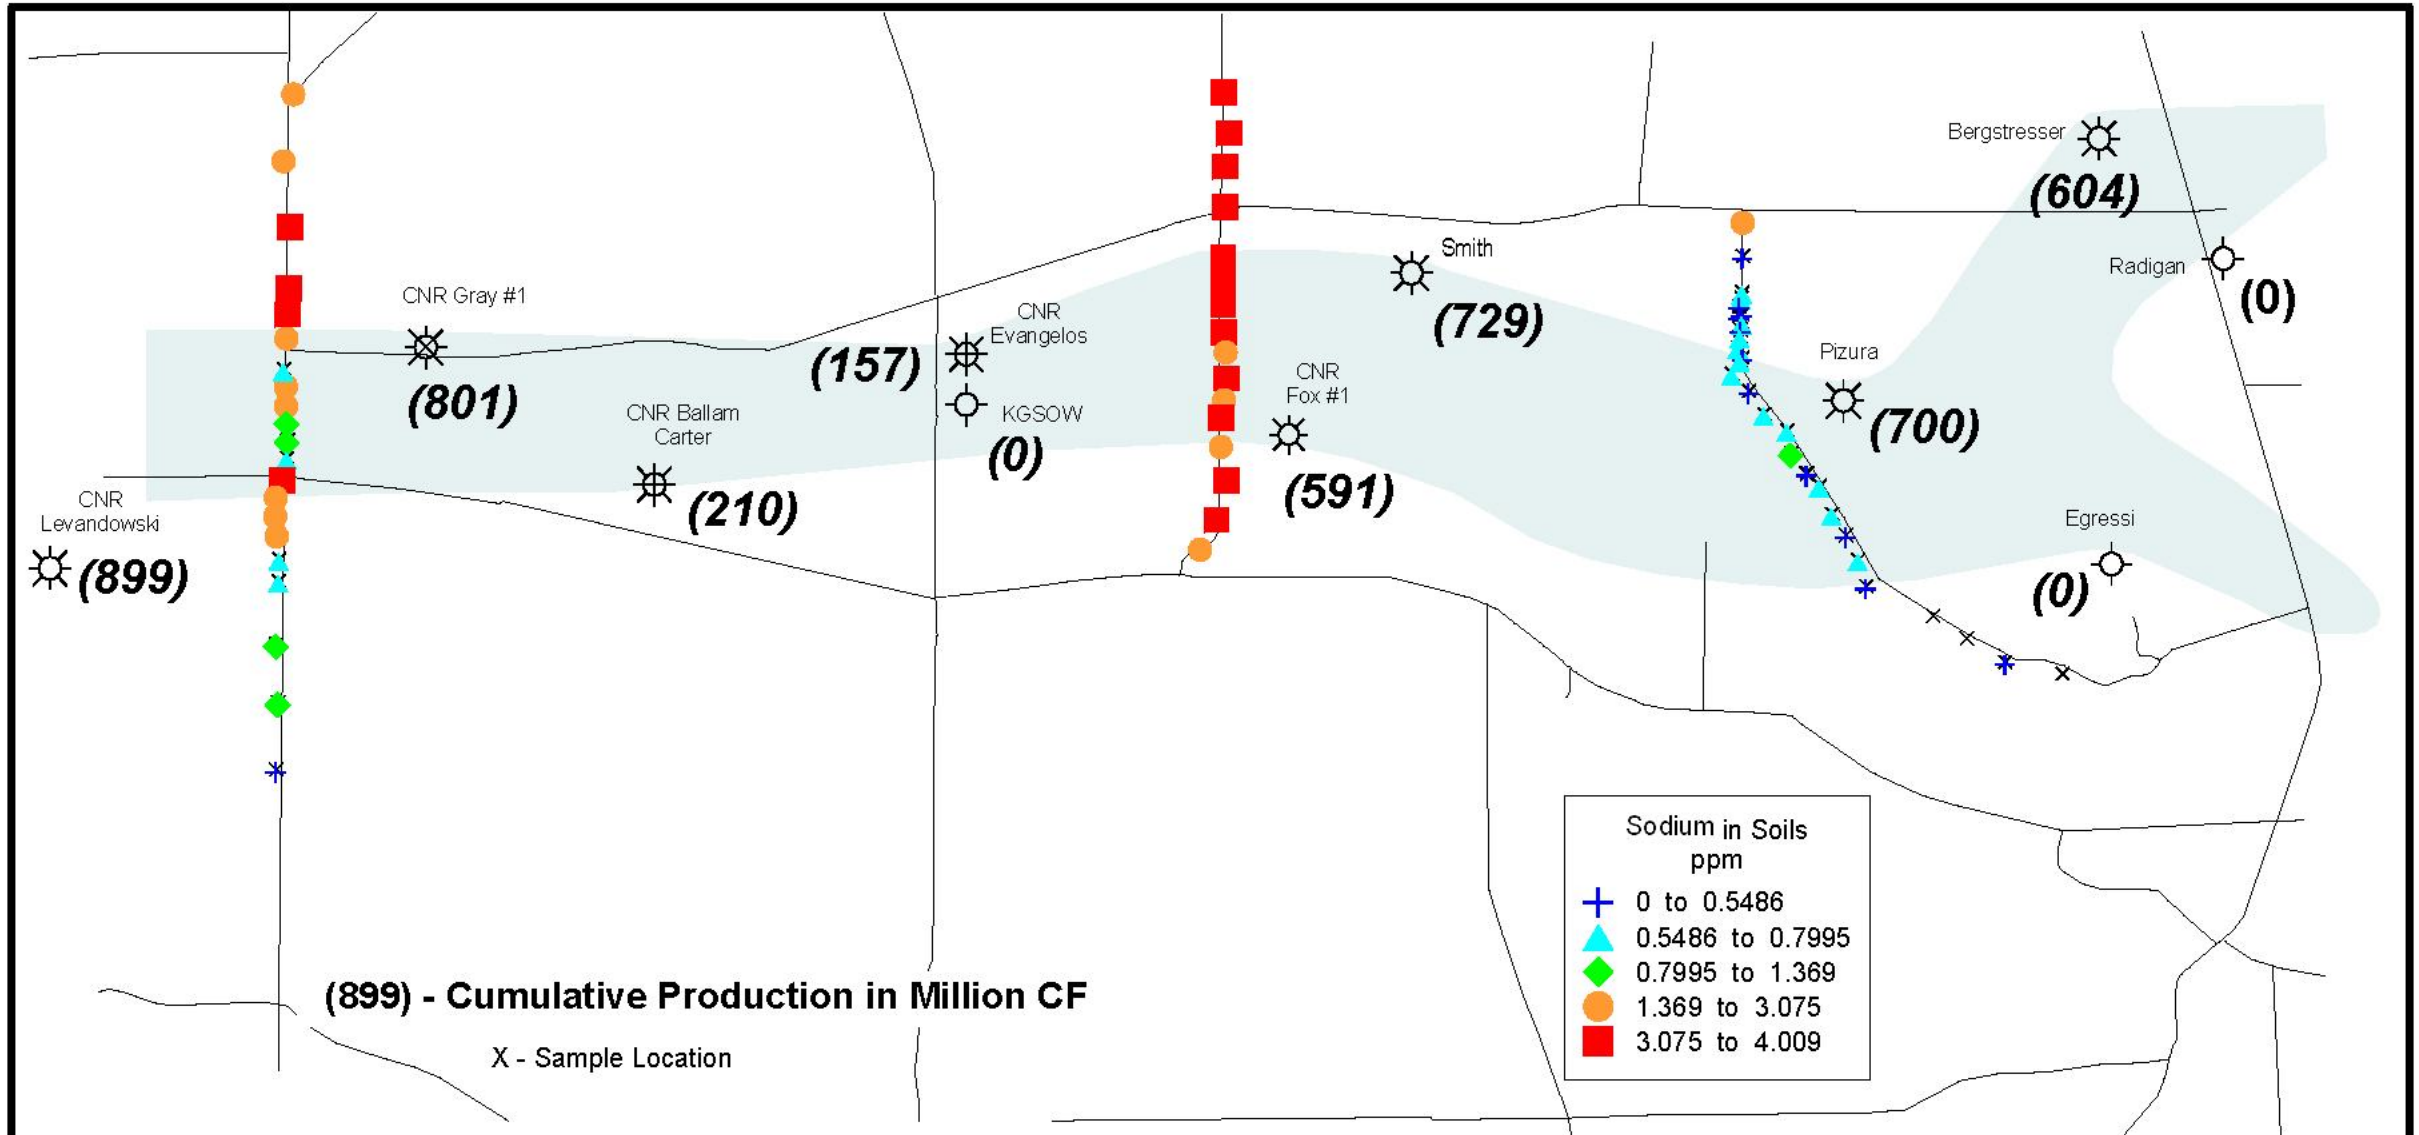 Bergstresser
(604)
Radigan
(0)
Smith
(729)
CNR Gray #1
(801)
CNR
Evangelos
(157)
KGSOW
(0)
CNR
Fox #1
(591)
Pizura
(700)
CNR Ballam
Carter
(210)
CNR
Levandowski
(899)
Egressi
(0)
Sodium in Soils
ppm
0 to 0.5486
0.5486 to 0.7995
0.7995 to 1.369
1.369 to 3.075
3.075 to 4.009
(899) - Cumulative Production in Million CF
X - Sample Location